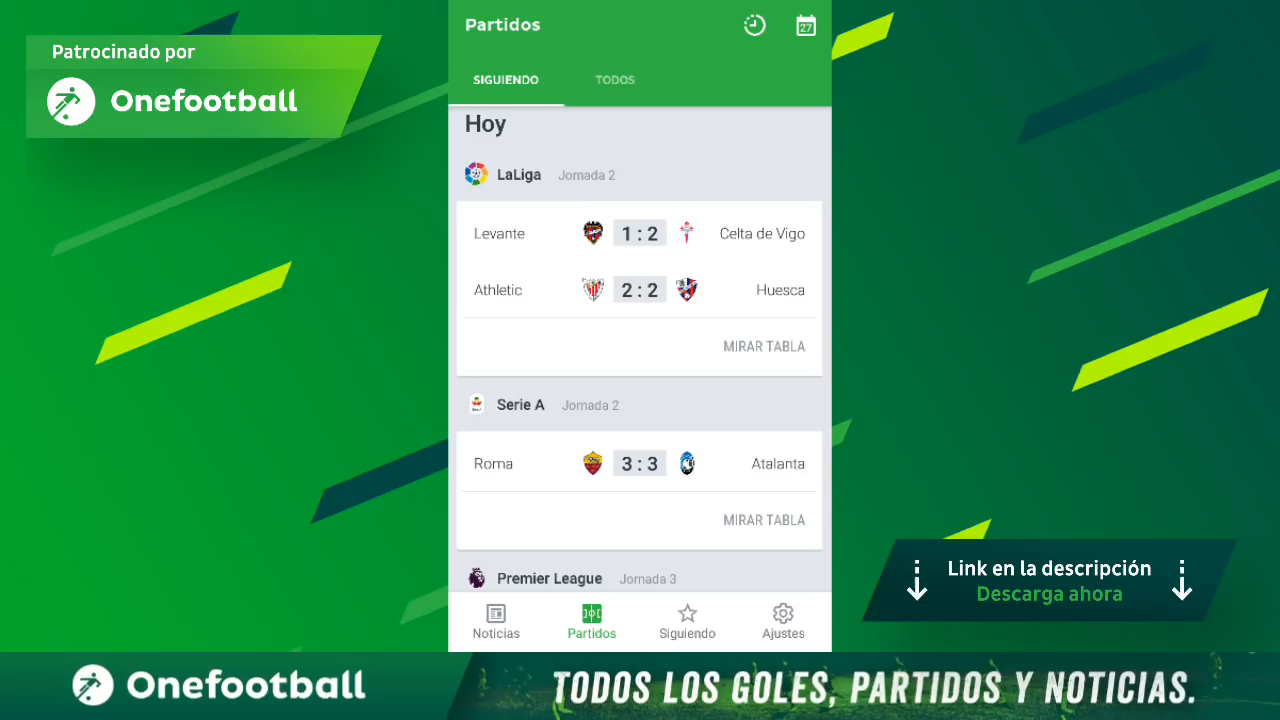 Patrocinado por
Onefootball
Partidos
27
SIGUIENDO TODOS
Hoy
LaLiga Jornada 2
Levante 1 : 2 Celta de Vigo
Athletic 2 : 2 Huesca
MIRAR TABLA
Serie A Jornada 2
Roma 3 : 3 Atalanta
MIRAR TABLA
Premier League Jornada 3
Noticias Partidos Siguiendo Ajustes
Link en la descripción
Descarga ahora
Onefootball
TODOS LOS GOLES, PARTIDOS Y NOTICIAS.